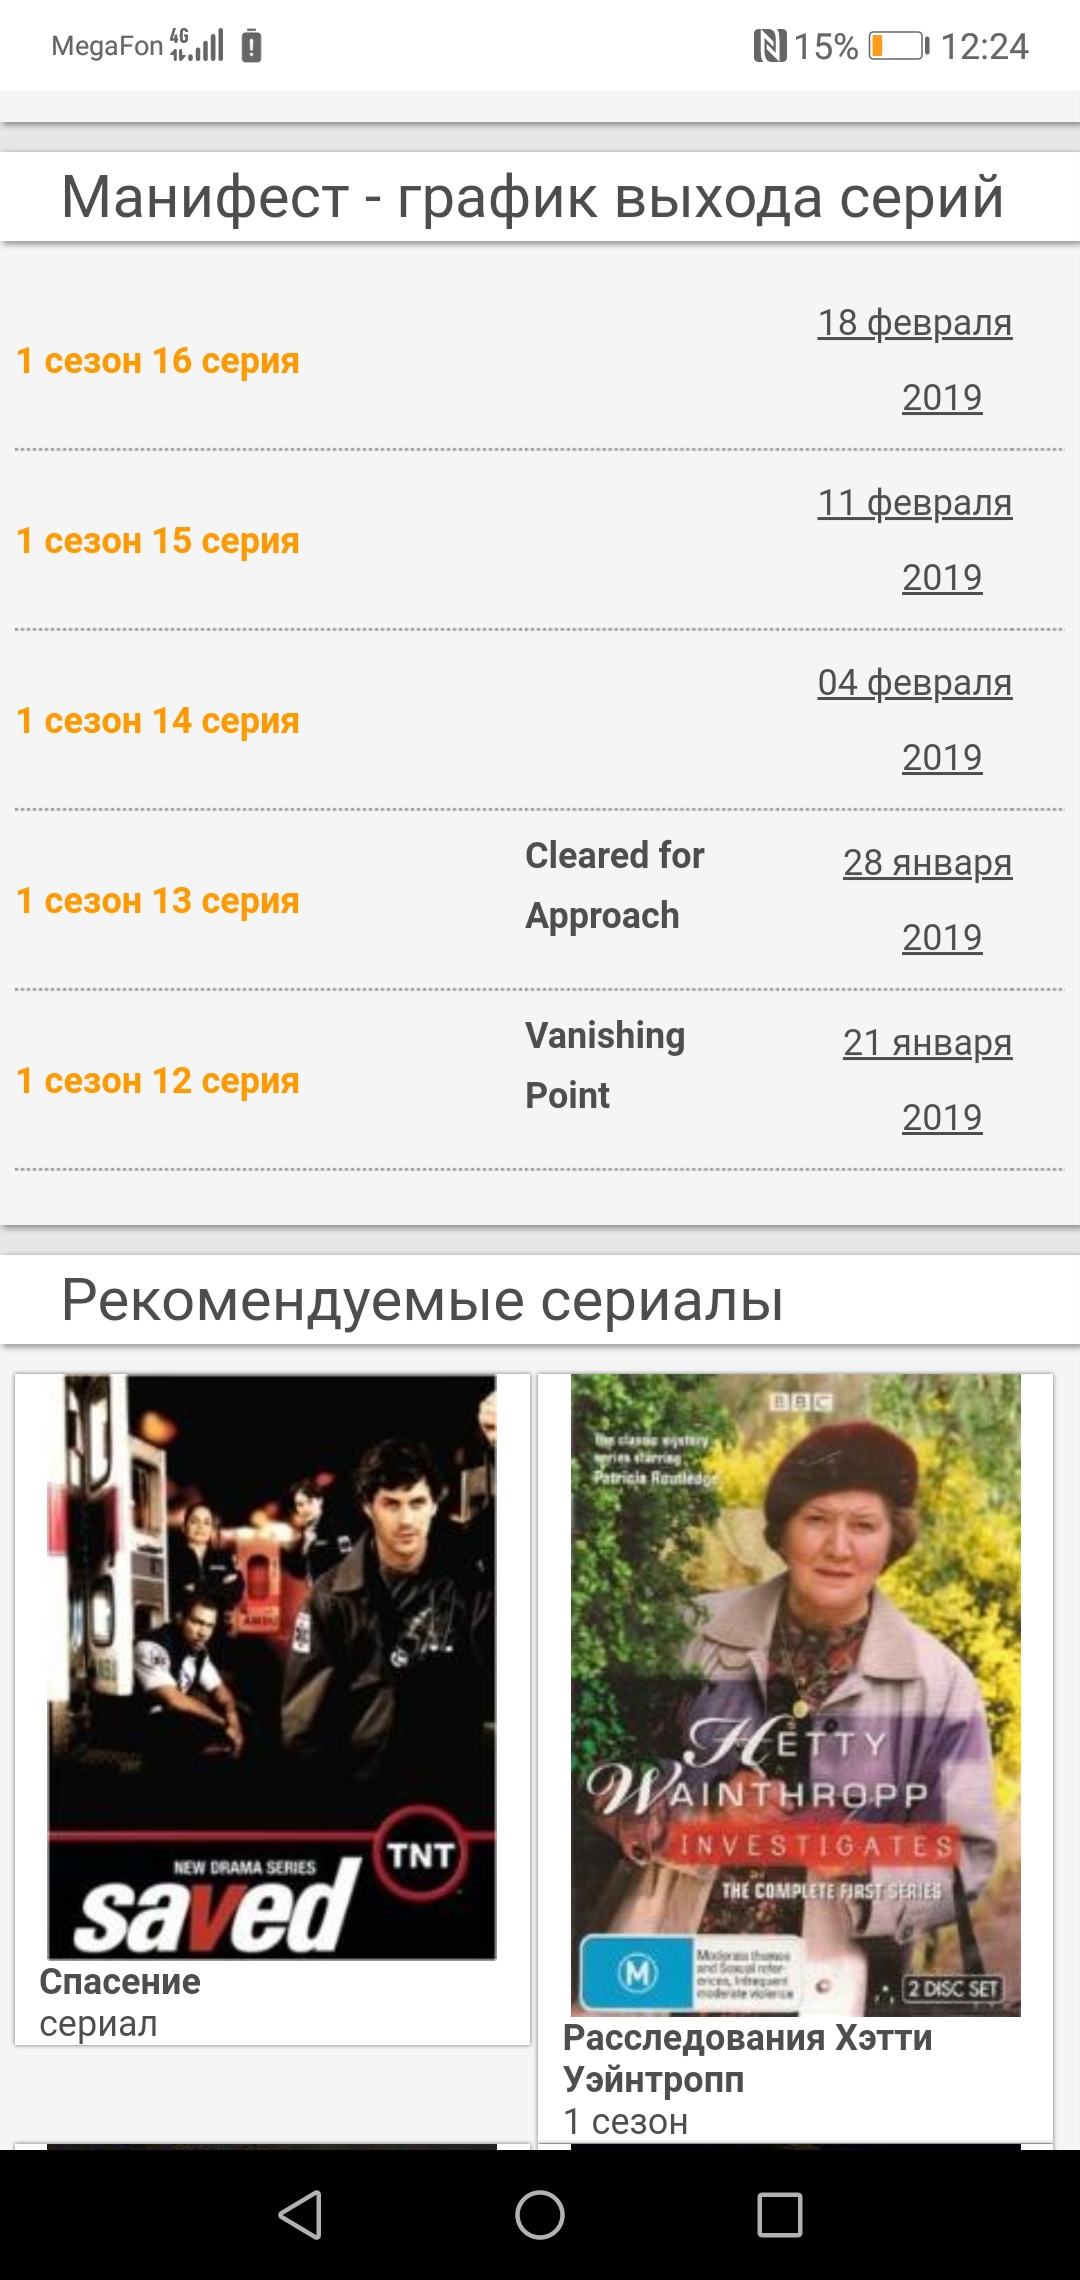 MegaFon 4G 15% 12:24
Манифест - график выхода серий
1 сезон 16 серия
18 февраля
2019
1 сезон 15 серия
11 февраля
2019
1 сезон 14 серия
04 февраля
2019
1 сезон 13 серия
Cleared for
Approach
28 января
2019
1 сезон 12 серия
Vanishing
Point
21 января
2019
Рекомендуемые сериалы
TNT
NEW DRAMA SERIES
saved
Спасение
сериал
BBC
The classic mystery
series starring
Patricia Routledge
HETTY
WAINTHROPP
INVESTIGATES
THE COMPLETE FIRST SERIES
M
Moderate themes
and Sexual refer-
ences, Infrequent
moderate violence
2 DISC SET
Расследования Хэтти
Уэйнтропп
1 сезон